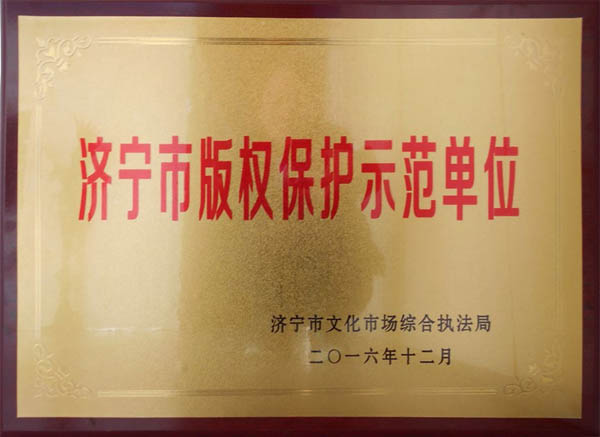 济宁市版权保护示范单位
济宁市文化市场综合执法局
二〇一六年十二月